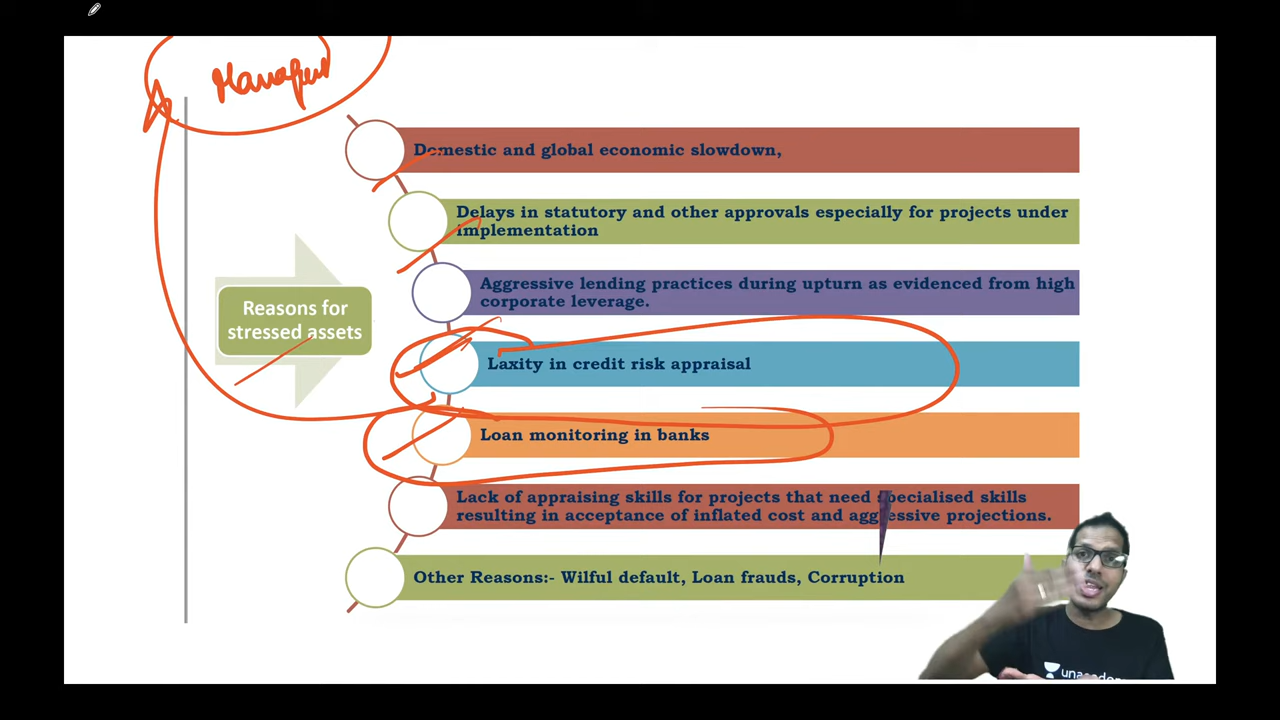 Domestic and global economic slowdown,
Delays in statutory and other approvals especially for projects under
implementation
Aggressive lending practices during upturn as evidenced from high
corporate leverage.
Reasons for
stressed assets
Laxity in credit risk appraisal
Loan monitoring in banks
Lack of appraising skills for projects that need specialised skills
resulting in acceptance of inflated cost and aggressive projections.
Other Reasons:- Wilful default, Loan frauds, Corruption